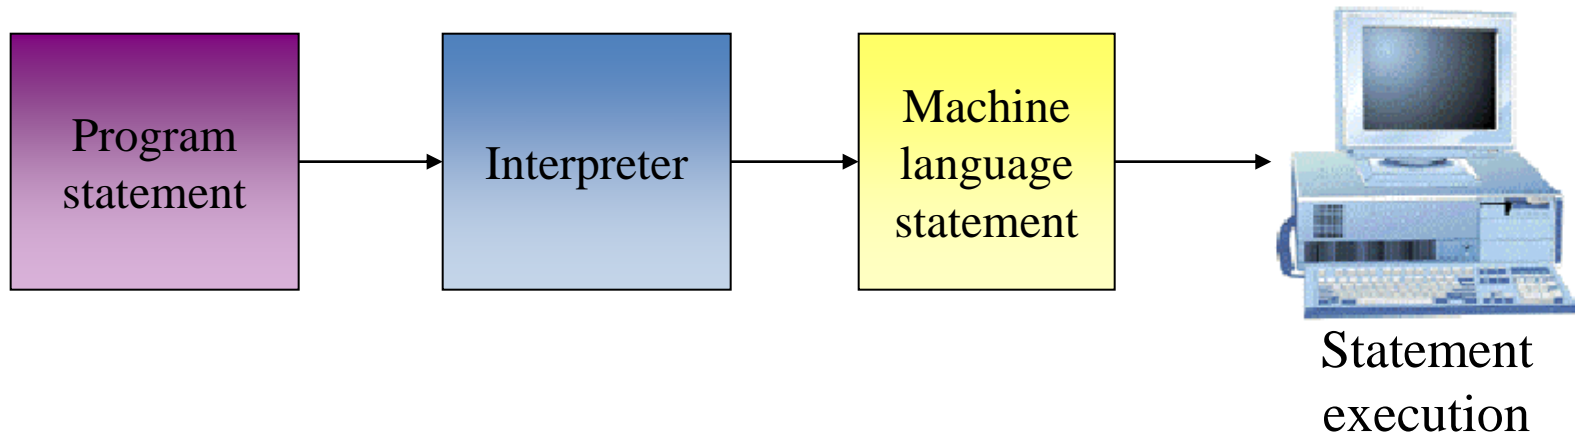 Program
statement
Interpreter
Machine
language
statement
Statement
execution